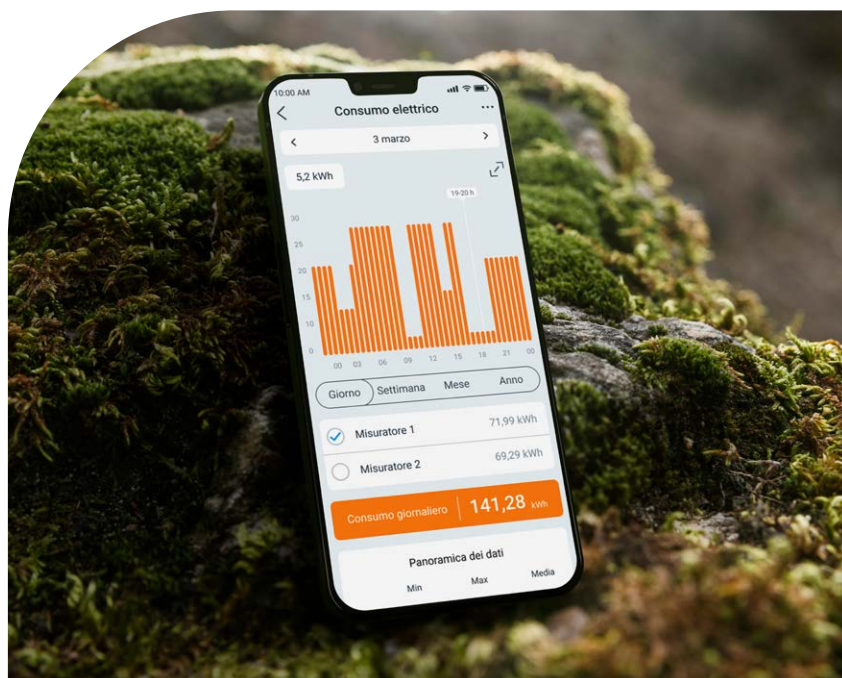 10:00 AM
Consumo elettrico
3 marzo
5,2 kWh
19-20 h
30
25
20
15
10
0
00 03 06 09 12 15 18 21 00
Giorno Settimana Mese Anno
Misuratore 1 71,99 kWh
Misuratore 2 69,29 kWh
Consumo giornaliero 141,28 kWh
Panoramica dei dati
Min Max Media